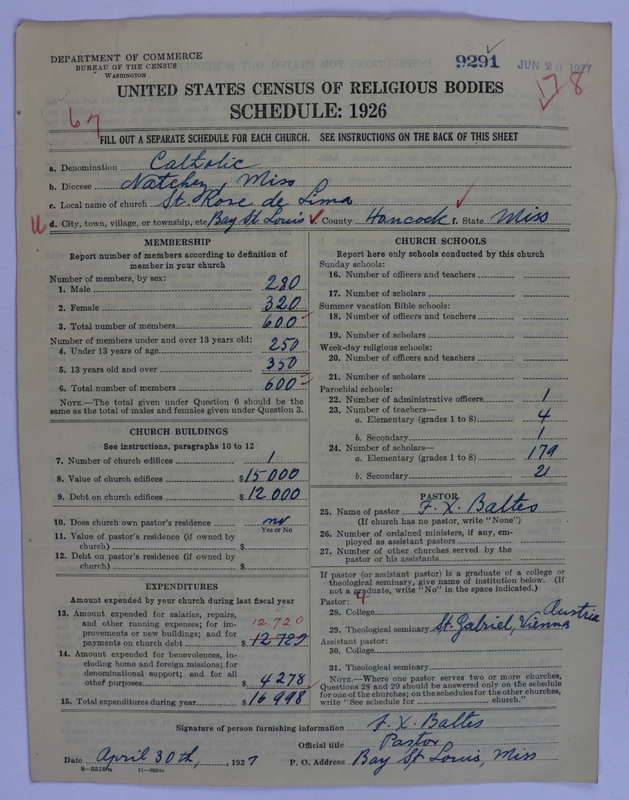 DEPARTMENT OF COMMERCE
BUREAU OF THE CENSUS
WASHINGTON
9291
JUN 20 1927
178
UNITED STATES CENSUS OF RELIGIOUS BODIES
SCHEDULE: 1926
67
FILL OUT A SEPARATE SCHEDULE FOR EACH CHURCH. SEE INSTRUCTIONS ON THE BACK OF THIS SHEET
a. Denomination Catholic
b. Diocese Natchez, Miss
c. Local name of church St. Rose de Lima
d. City, town, village, or township, etc Bay St. Louis County Hancock f. State Miss
MEMBERSHIP
Report number of members according to definition of
member in your church
Number of members, by sex:
1. Male 280
2. Female 320
3. Total number of members 600
Number of members under and over 13 years old:
4. Under 13 years of age 250
5. 13 years old and over 350
6. Total number of members 600
NOTE.—The total given under Question 6 should be
same as the total of males and females given under Question 3.
CHURCH BUILDINGS
See instructions, paragraphs 10 to 12
7. Number of church edifices 1
8. Value of church edifices $15000
9. Debt on church edifices $12.000
10. Does church own pastor's residence no
Yes or No
11. Value of pastor's residence (if owned by
church) $
12. Debt on pastor's residence (if owned by
church) $
EXPENDITURES
Amount expended by your church during last fiscal year
13. Amount expended for salaries, repairs,
and other running expenses; for im-
provements or new buildings; and for
payments on church debt $ 12.720
14. Amount expended for benevolences, in-
cluding home and foreign missions; for
denominational support; and for all
other purposes $ 4278
15. Total expenditures during year $16998
CHURCH SCHOOLS
Report here only schools conducted by this church
Sunday schools:
16. Number of officers and teachers
17. Number of scholars
Summer vacation Bible schools:
18. Number of officers and teachers
19. Number of scholars
Week-day religious schools:
20. Number of officers and teachers
21. Number of scholars
Parochial schools:
22. Number of administrative officers 1
23. Number of teachers—
a. Elementary (grades 1 to 8) 4
b. Secondary 1
24. Number of scholars—
a. Elementary (grades 1 to 8) 179
b. Secondary 21
PASTOR
25. Name of pastor F. X. Baltes
(If church has no pastor, write "None")
26. Number of ordained ministers, if any, em-
ployed as assistant pastors
27. Number of other churches served by the
pastor or his assistants
If pastor (or assistant pastor) is a graduate of a college or
theological seminary, give name of institution below. (If
not a graduate, write "No" in the space indicated.)
Pastor: 4
28. College
29. Theological seminary St. Gabriel, Vienna Austria
Assistant pastor:
30. College
31. Theological seminary
NOTE.—Where one pastor serves two or more churches,
Questions 28 and 29 should be answered only on the schedule
for one of the churches; on the schedules for the other churches,
write "See schedule for church."
Signature of person furnishing information F. X. Baltes
Official title Pastor
Date April 30th, 1927 P. O. Address Bay St. Louis, Miss